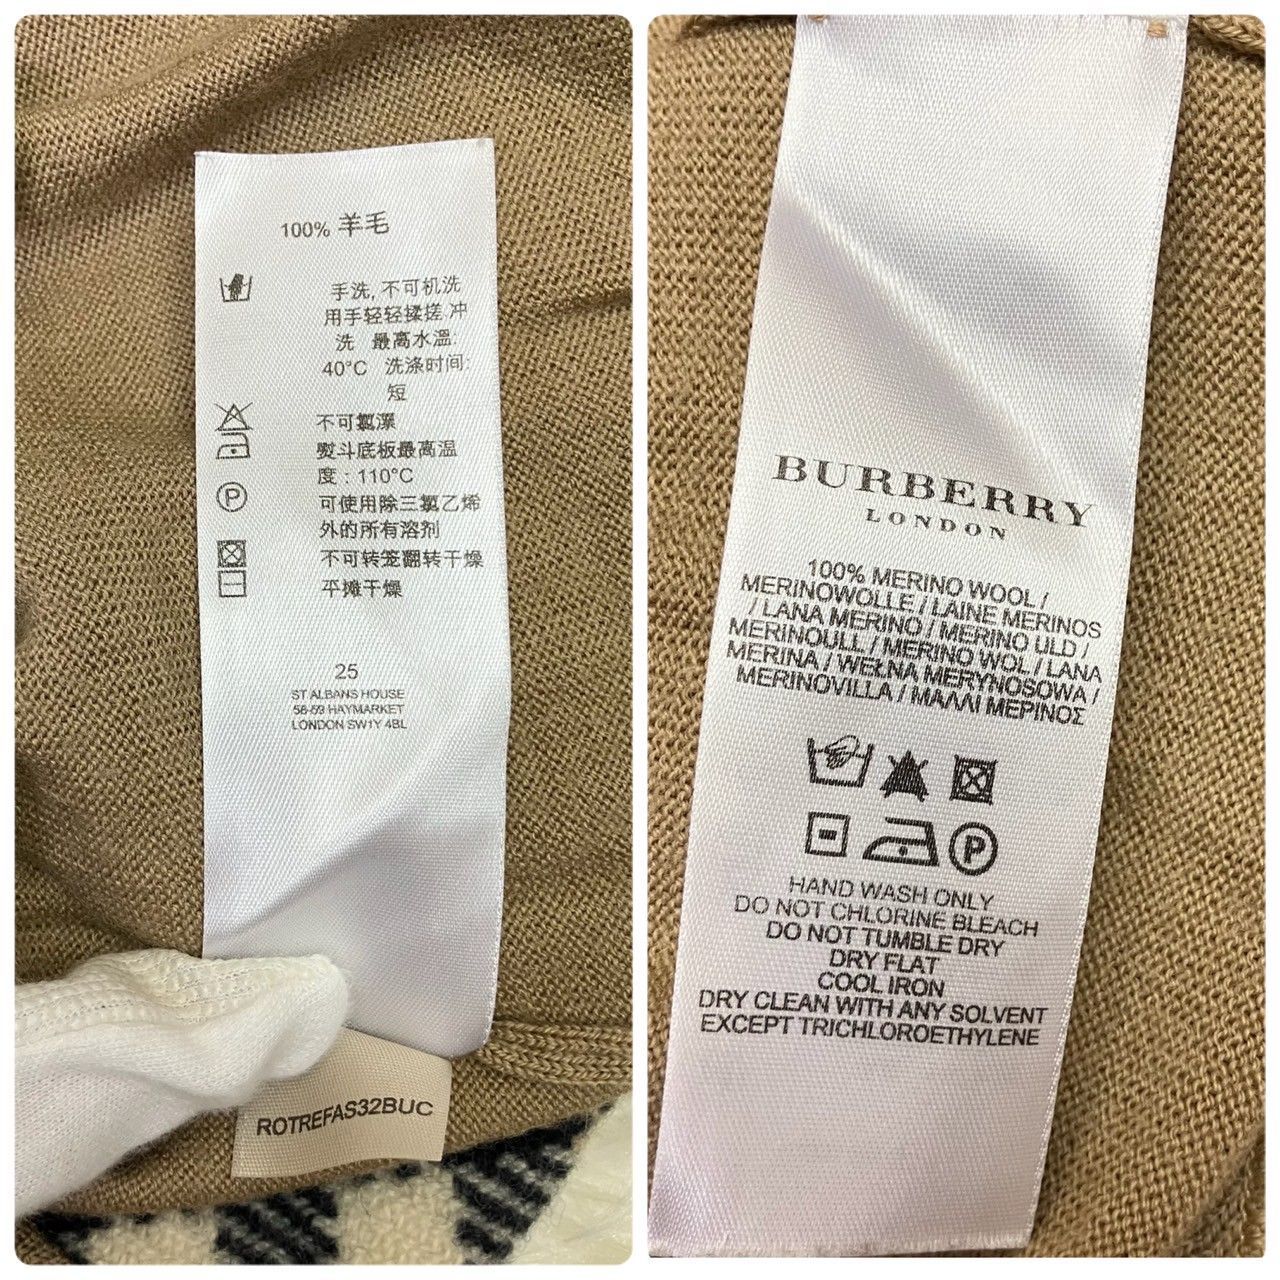 100% 羊毛
手洗, 不可机洗
用手轻轻揉搓,冲
洗 最高水溫:
40°C 洗涤时间:
短
不可氯漂
熨斗底板最高温
度:110°C
P
可使用除三氯乙烯
外的所有溶剂
不可转笼翻转干燥
平摊干燥
25
ST ALBANS HOUSE
58-59 HAYMARKET
LONDON SW1Y 4BL
ROTREFAS32BUC
BURBERRY
LONDON
100% MERINO WOOL /
MERINOWOLLE / LAINE MERINOS
/ LANA MERINO / MERINO ULD /
MERINOULL / MERINO WOL / LANA
MERINA / WEŁNA MERYNOSOWA /
MERINOVILLA / ΜΑΛΛΙ ΜΕΡΙΝΟΣ
P
HAND WASH ONLY
DO NOT CHLORINE BLEACH
DO NOT TUMBLE DRY
DRY FLAT
COOL IRON
DRY CLEAN WITH ANY SOLVENT
EXCEPT TRICHLOROETHYLENE